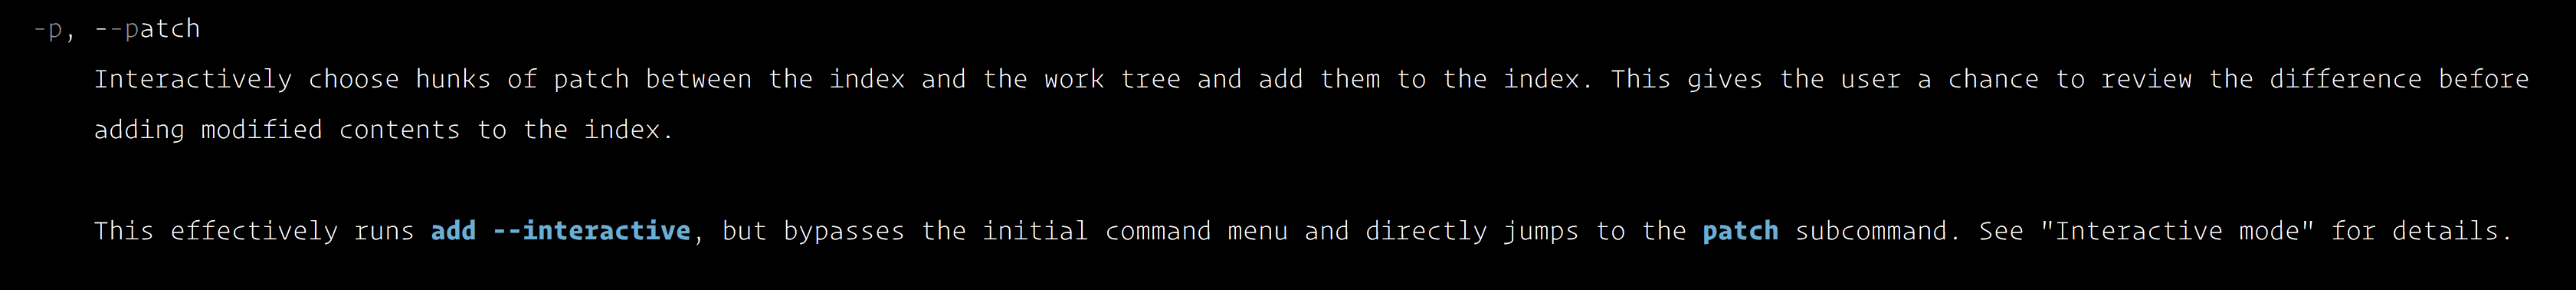 -p, --patch
Interactively choose hunks of patch between the index and the work tree and add them to the index. This gives the user a chance to review the difference before
adding modified contents to the index.
This effectively runs add --interactive, but bypasses the initial command menu and directly jumps to the patch subcommand. See "Interactive mode" for details.